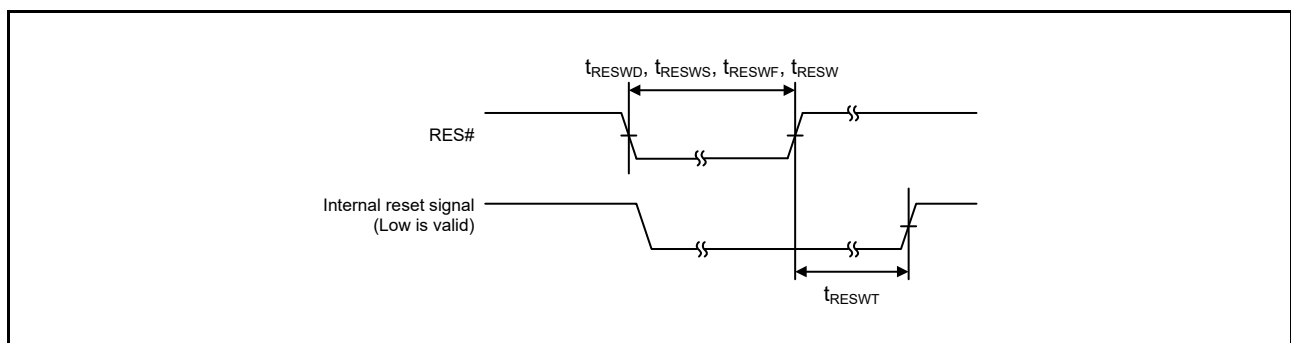 tRESWD, tRESWS, tRESWF, tRESW
RES#
Internal reset signal
(Low is valid)
tRESWT